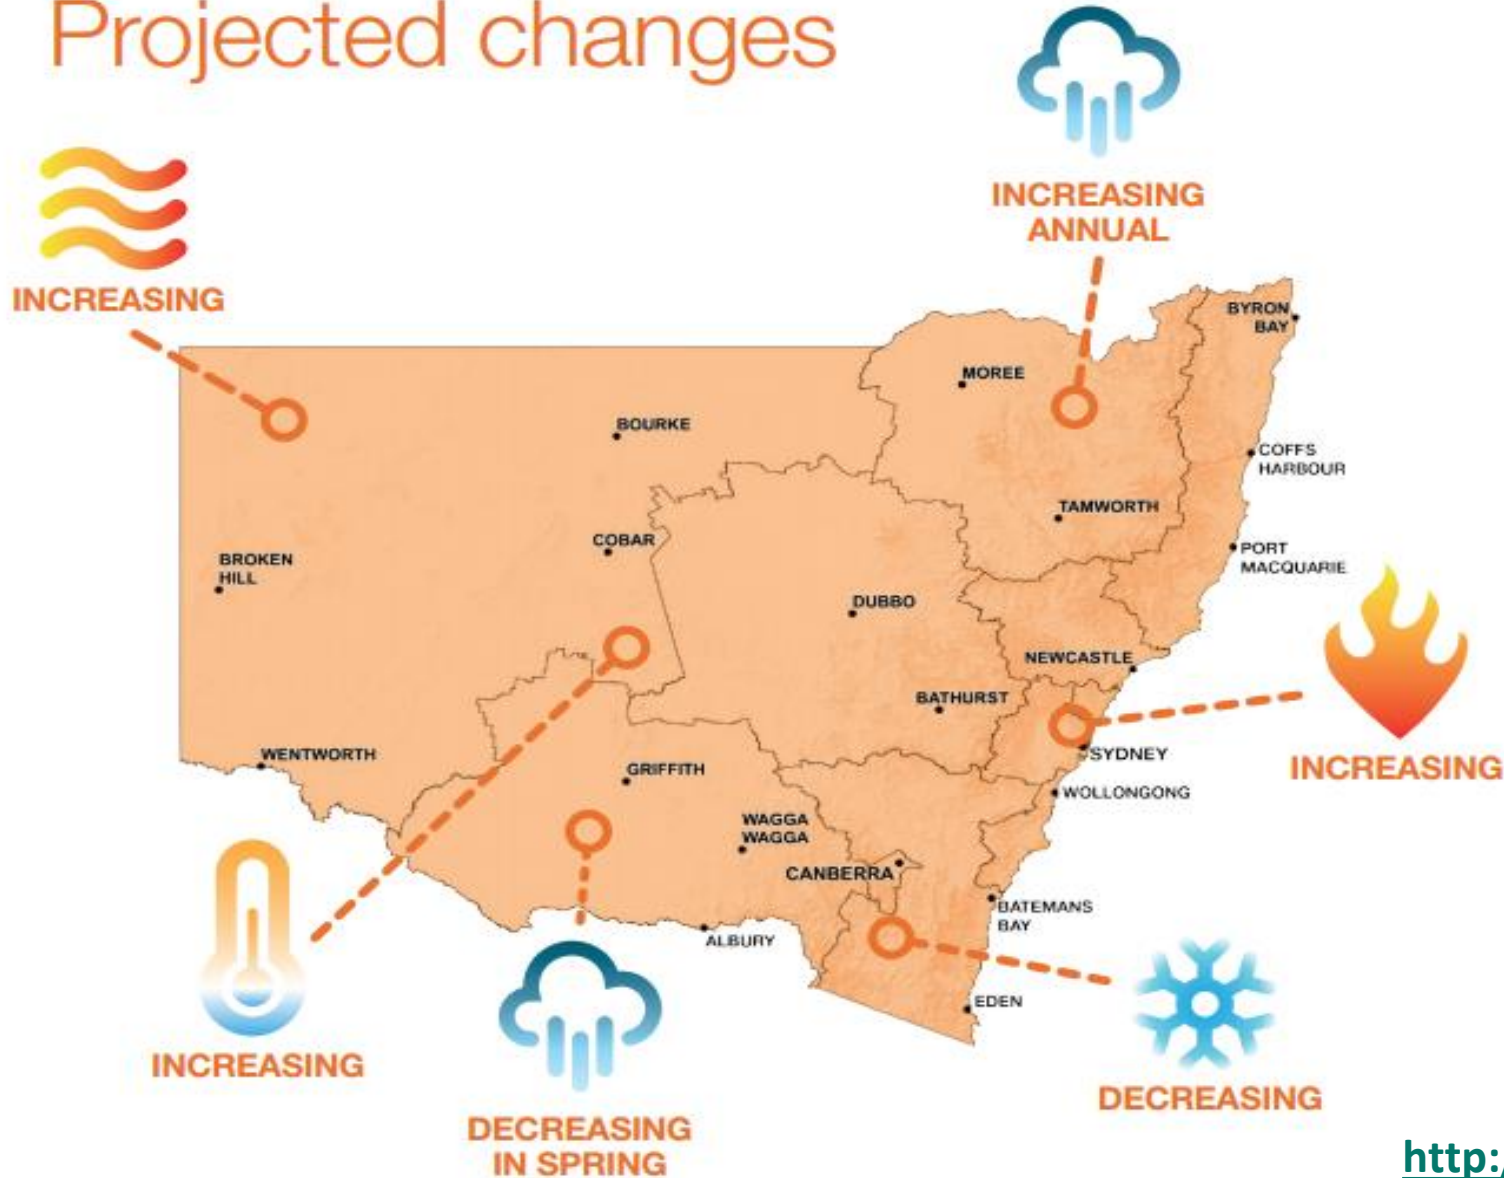 Projected changes
INCREASING
ANNUAL
INCREASING
BYRON
BAY
MOREE
BOURKE
COFFS
HARBOUR
TAMWORTH
COBAR
PORT
MACQUARIE
BROKEN
HILL
DUBBO
NEWCASTLE
BATHURST
SYDNEY
INCREASING
WENTWORTH
GRIFFITH
WOLLONGONG
WAGGA
WAGGA
CANBERRA
BATEMANS
BAY
ALBURY
EDEN
INCREASING
DECREASING
DECREASING
IN SPRING
http:/